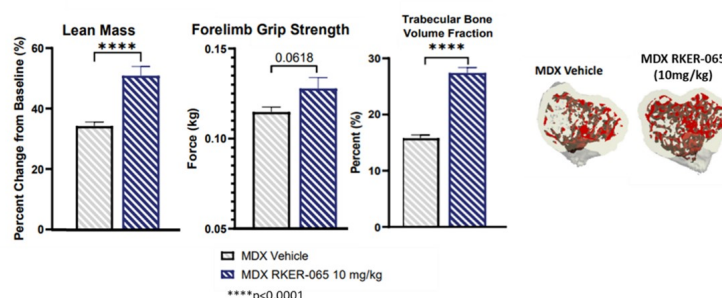 Lean Mass
Percent Change from Baseline (%)
60
40
20
0
****
Forelimb Grip Strength
Force (kg)
0.15
0.10
0.05
0.0618
Trabecular Bone
Volume Fraction
Percent (%)
30
20
10
0
****
MDX Vehicle
MDX RKER-065
(10mg/kg)
MDX Vehicle
MDX RKER-065 10 mg/kg
****p<0.0001